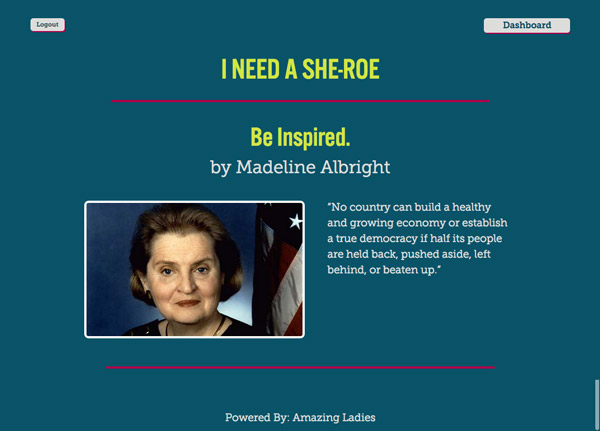 Logout
Dashboard
I NEED A SHE-ROE
Be Inspired.
by Madeline Albright
“No country can build a healthy
and growing economy or establish
a true democracy if half its people
are held back, pushed aside, left
behind, or beaten up.”
Powered By: Amazing Ladies